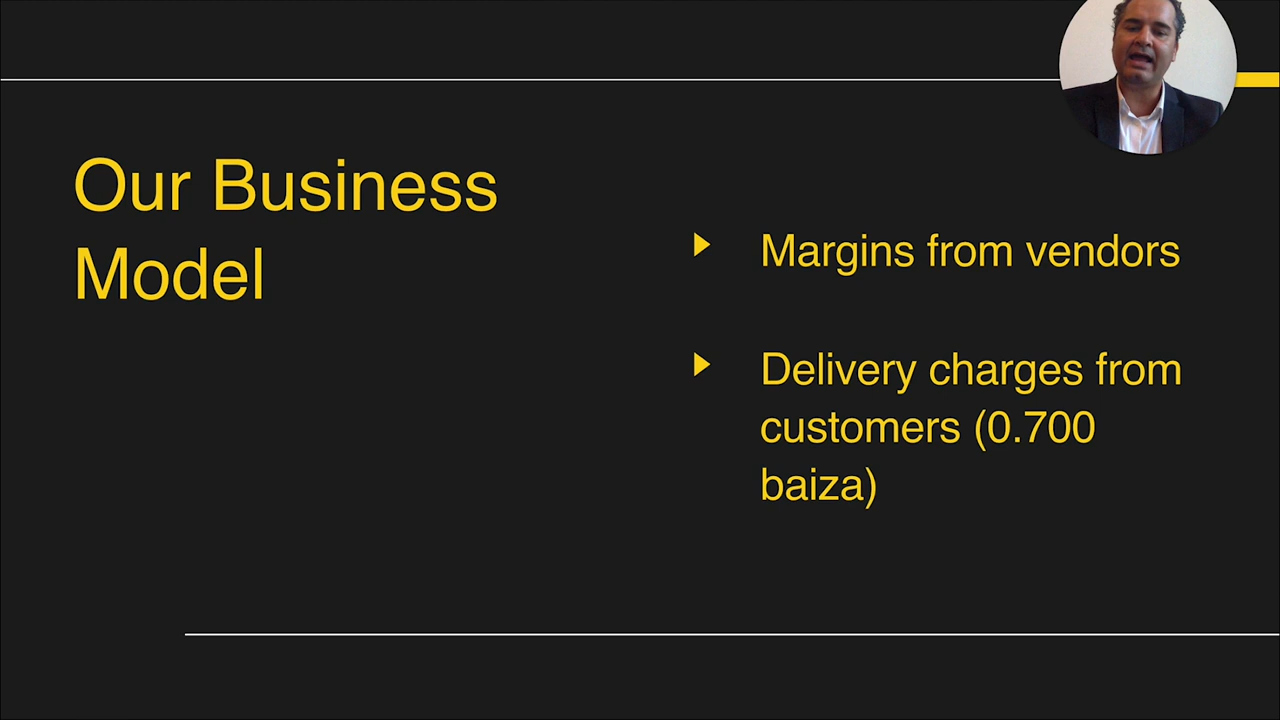 Our Business
Model
Margins from vendors
Delivery charges from
customers (0.700
baiza)